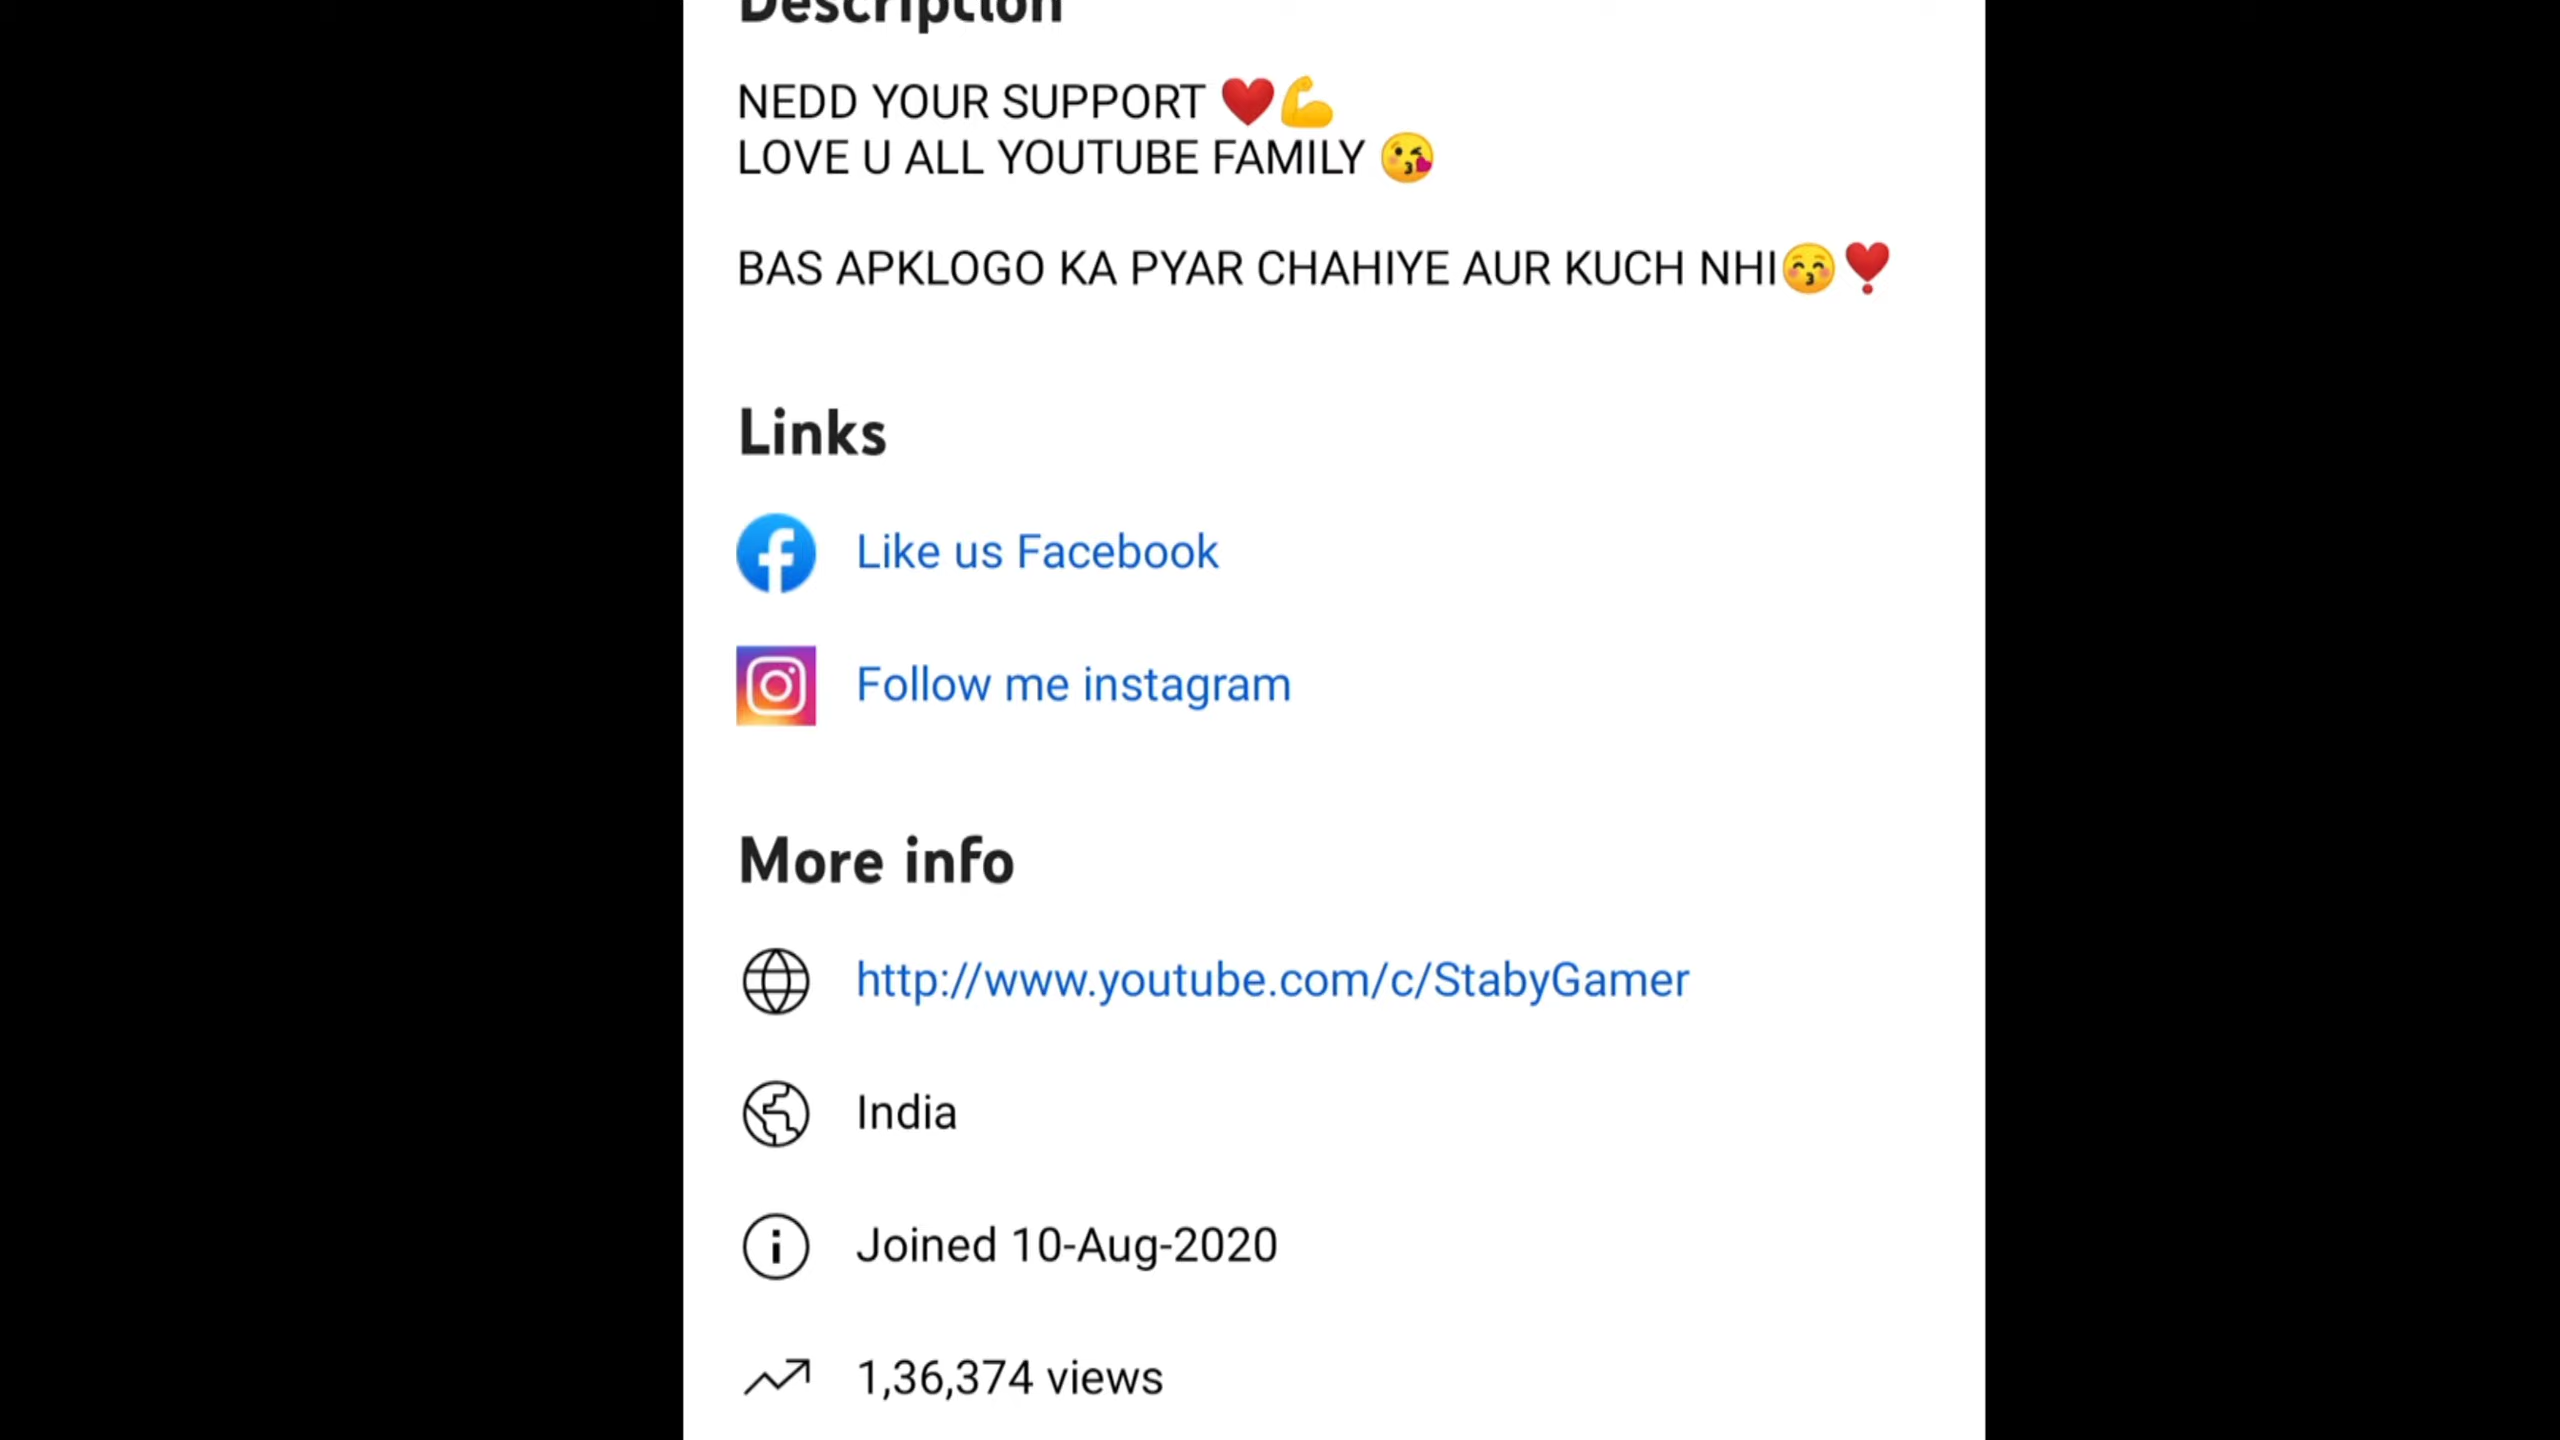 Description
NEDD YOUR SUPPORT ❤️💪
LOVE U ALL YOUTUBE FAMILY 😘
BAS APKLOGO KA PYAR CHAHIYE AUR KUCH NHI😚❣️
Links
Like us Facebook
Follow me instagram
More info
http://www.youtube.com/c/StabyGamer
India
Joined 10-Aug-2020
1,36,374 views